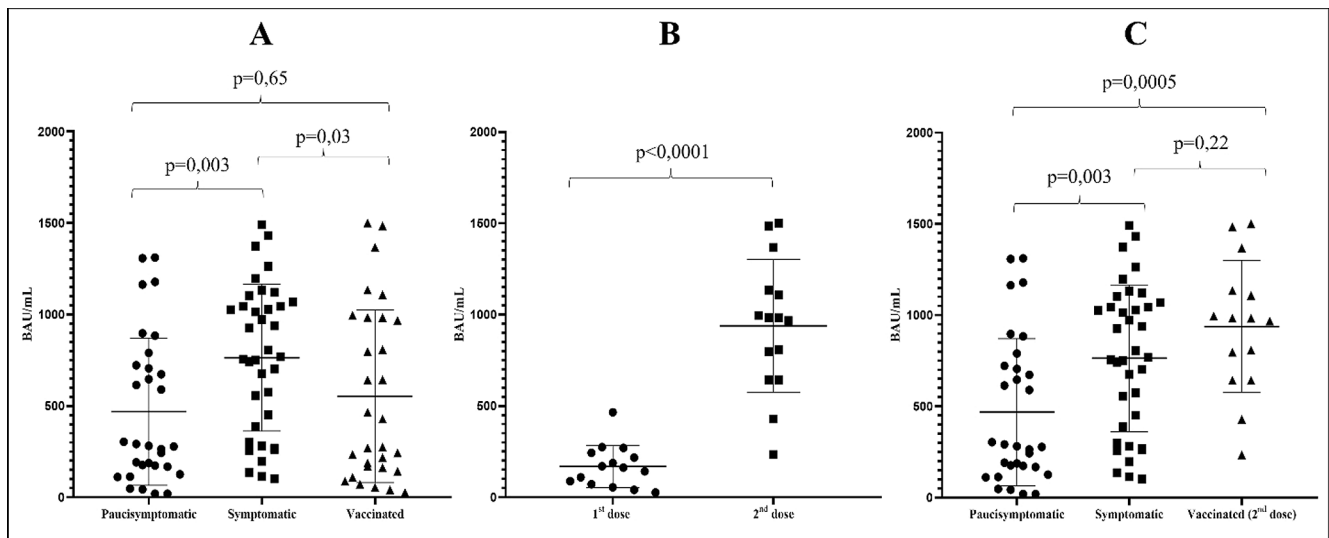 A
B
C
p=0,65
p=0,003
p=0,03
BAU/mL
2000
1500
1000
500
0
Paucisymptomatic
Symptomatic
Vaccinated
p<0,0001
BAU/mL
2000
1500
1000
500
0
1st dose
2nd dose
p=0,0005
p=0,003
p=0,22
BAU/mL
2000
1500
1000
500
0
Paucisymptomatic
Symptomatic
Vaccinated (2nd dose)